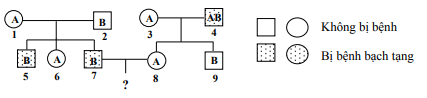 A B A AB Không bị bệnh
1 2 3 4
B A B A B Bị bệnh bạch tạng
5 6 7 8 9
?